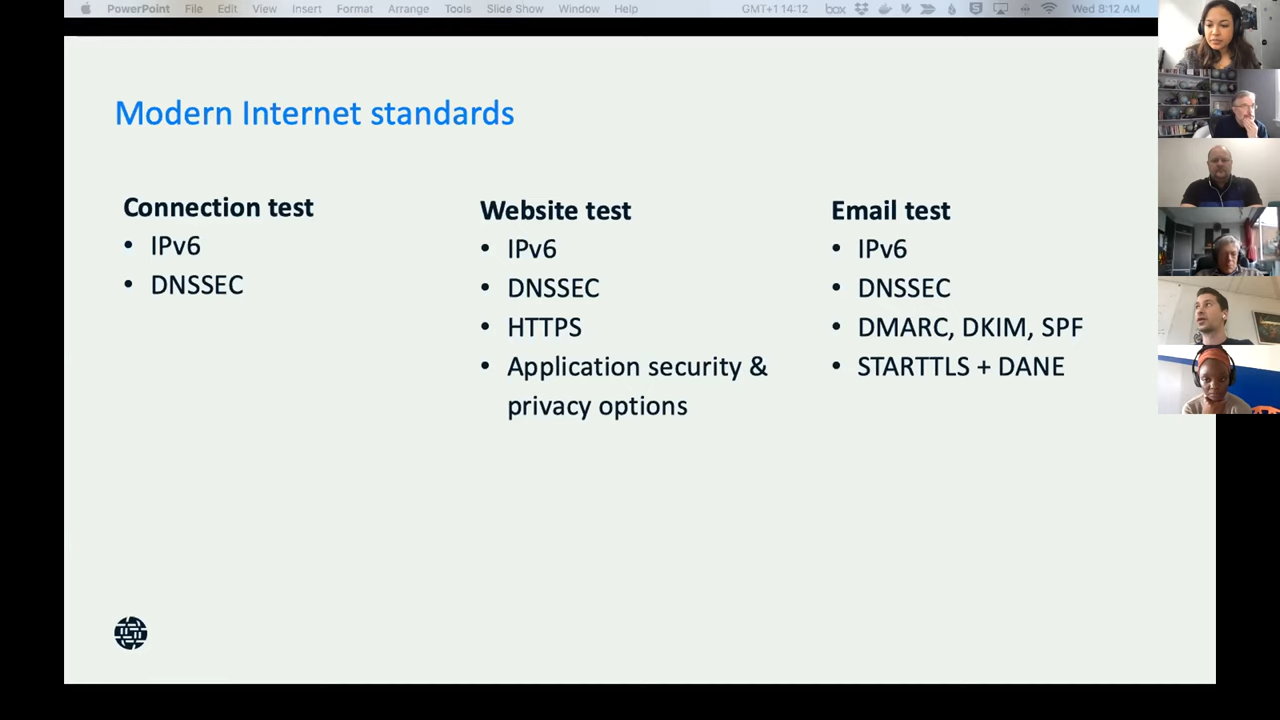 PowerPoint File Edit View Insert Format Arrange Tools Slide Show Window Help GMT+1 14:12 box Wed 8:12 AM
Modern Internet standards
Connection test
• IPv6
• DNSSEC
Website test
• IPv6
• DNSSEC
• HTTPS
• Application security &
privacy options
Email test
• IPv6
• DNSSEC
• DMARC, DKIM, SPF
• STARTTLS + DANE